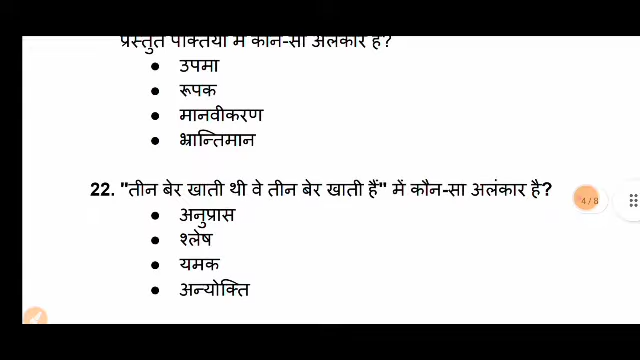 प्रस्तुत पंक्तियों में कौन-सा अलंकार है?
• उपमा
• रूपक
• मानवीकरण
• भ्रान्तिमान
22. "तीन बेर खाती थी वे तीन बेर खाती हैं" में कौन-सा अलंकार है?
• अनुप्रास
• श्लेष
• यमक
• अन्योक्ति
4/8